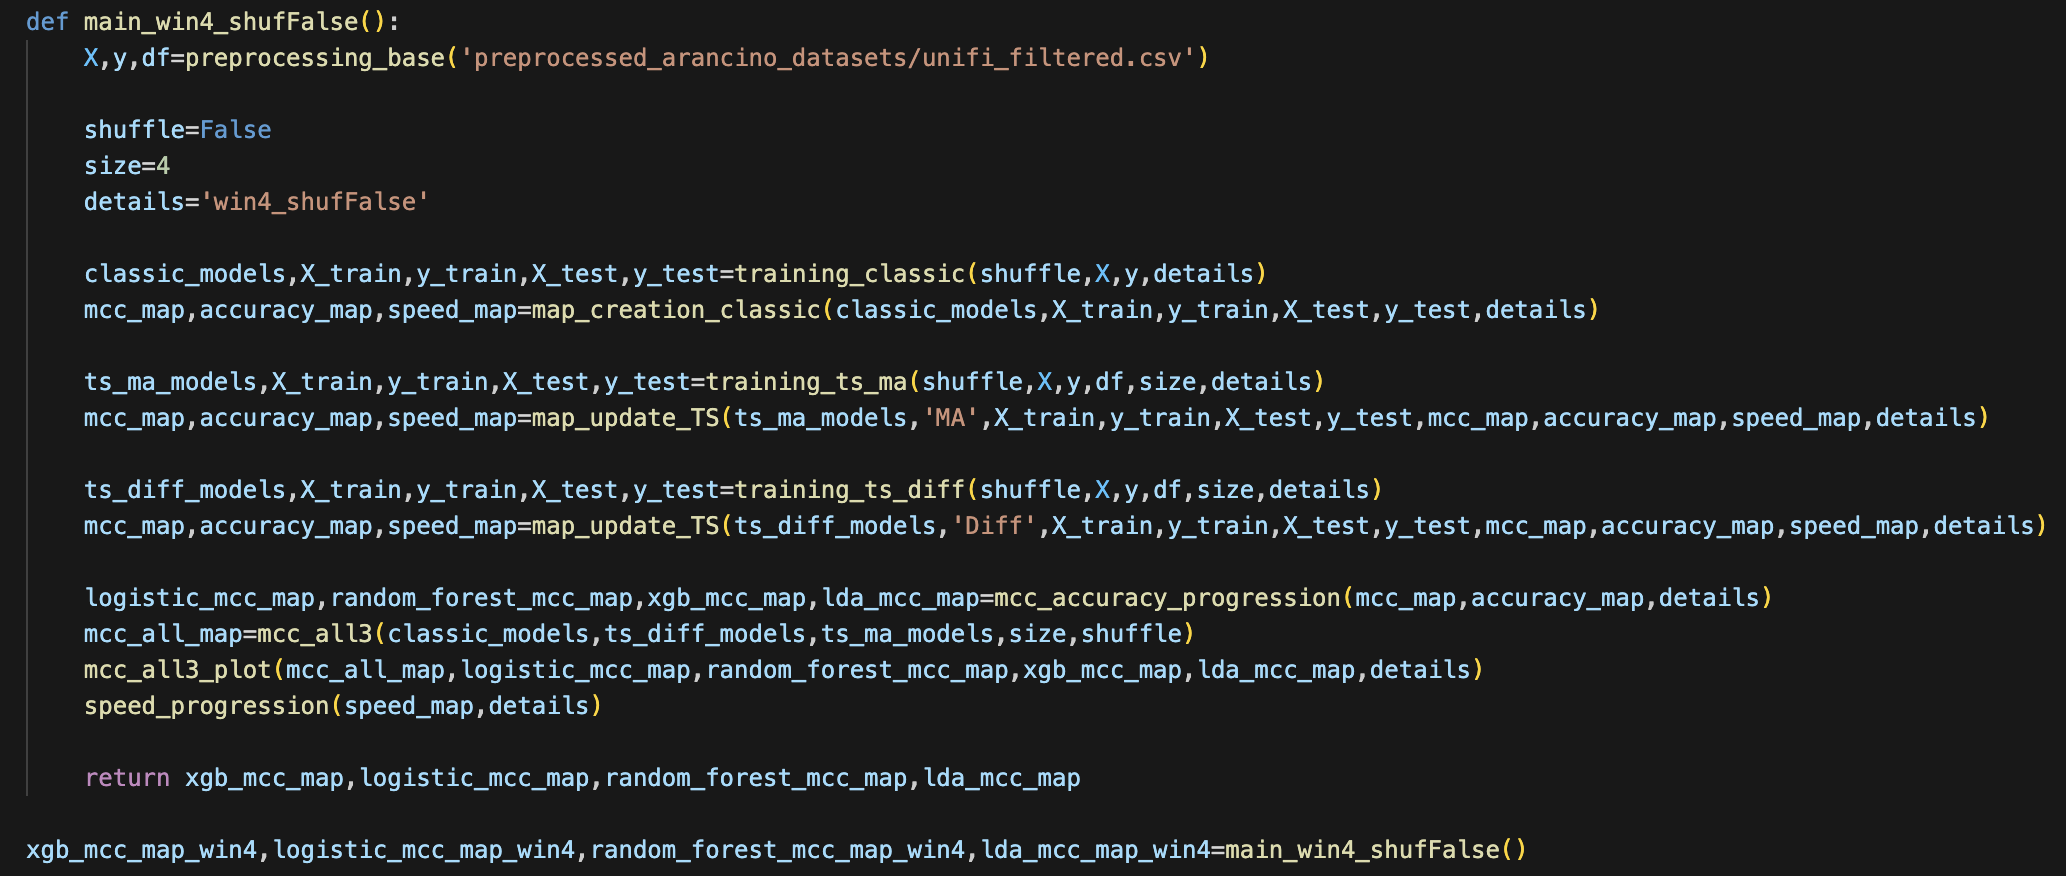 def main_win4_shufFalse():
    X,y,df=preprocessing_base('preprocessed_arancino_datasets/unifi_filtered.csv')

    shuffle=False
    size=4
    details='win4_shufFalse'

    classic_models,X_train,y_train,X_test,y_test=training_classic(shuffle,X,y,details)
    mcc_map,accuracy_map,speed_map=map_creation_classic(classic_models,X_train,y_train,X_test,y_test,details)

    ts_ma_models,X_train,y_train,X_test,y_test=training_ts_ma(shuffle,X,y,df,size,details)
    mcc_map,accuracy_map,speed_map=map_update_TS(ts_ma_models,'MA',X_train,y_train,X_test,y_test,mcc_map,accuracy_map,speed_map,details)

    ts_diff_models,X_train,y_train,X_test,y_test=training_ts_diff(shuffle,X,y,df,size,details)
    mcc_map,accuracy_map,speed_map=map_update_TS(ts_diff_models,'Diff',X_train,y_train,X_test,y_test,mcc_map,accuracy_map,speed_map,details)

    logistic_mcc_map,random_forest_mcc_map,xgb_mcc_map,lda_mcc_map=mcc_accuracy_progression(mcc_map,accuracy_map,details)
    mcc_all_map=mcc_all3(classic_models,ts_diff_models,ts_ma_models,size,shuffle)
    mcc_all3_plot(mcc_all_map,logistic_mcc_map,random_forest_mcc_map,xgb_mcc_map,lda_mcc_map,details)
    speed_progression(speed_map,details)

    return xgb_mcc_map,logistic_mcc_map,random_forest_mcc_map,lda_mcc_map

xgb_mcc_map_win4,logistic_mcc_map_win4,random_forest_mcc_map_win4,lda_mcc_map_win4=main_win4_shufFalse()